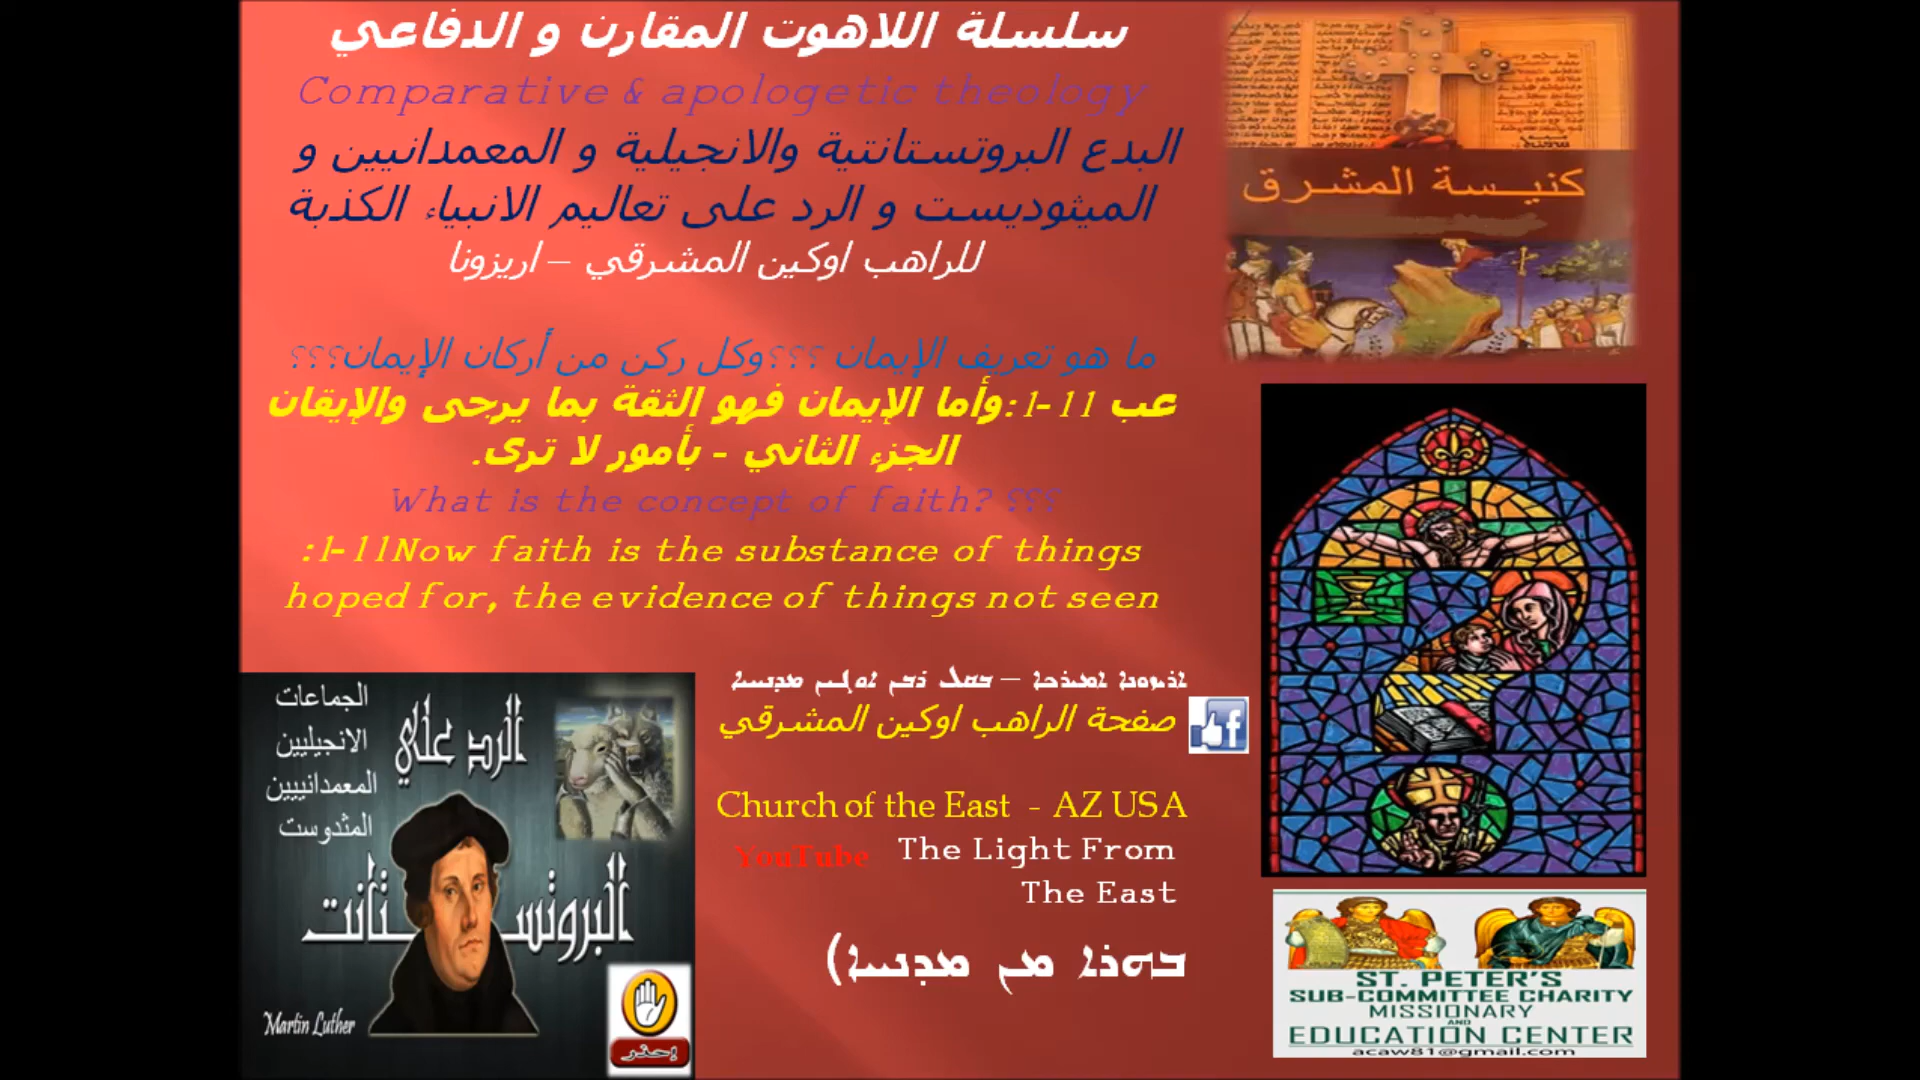 سلسلة اللاهوت المقارن و الدفاعي
Comparative & apologetic theology
البدع البروتستانتية والانجيلية و المعمدانيين و
الميثوديست و الرد على تعاليم الانبياء الكذبة
للراهب اوكين المشرقي – اريزونا
ما هو تعريف الإيمان ؟؟؟وكل ركن من أركان الإيمان؟؟؟
عب 11-1:وأما الإيمان فهو الثقة بما يرجى والإيقان
الجزء الثاني - بأمور لا ترى.
What is the concept of faith? ؟؟؟
:1-11Now faith is the substance of things
hoped for, the evidence of things not seen
كنيسة المشرق
صفحة الراهب اوكين المشرقي
Church of the East - AZ USA
YouTube The Light From
The East
ܒܗܪܐ ܡܢ ܡܕܢܚܐ)
الجماعات
الانجيليين
المعمدانييين
المثدوست
الرد علي
البروتستانت
Martin Luther
إحذر
ST. PETER'S
SUB-COMMITTEE CHARITY
MISSIONARY
AND
EDUCATION CENTER
acaw81@gmail.com